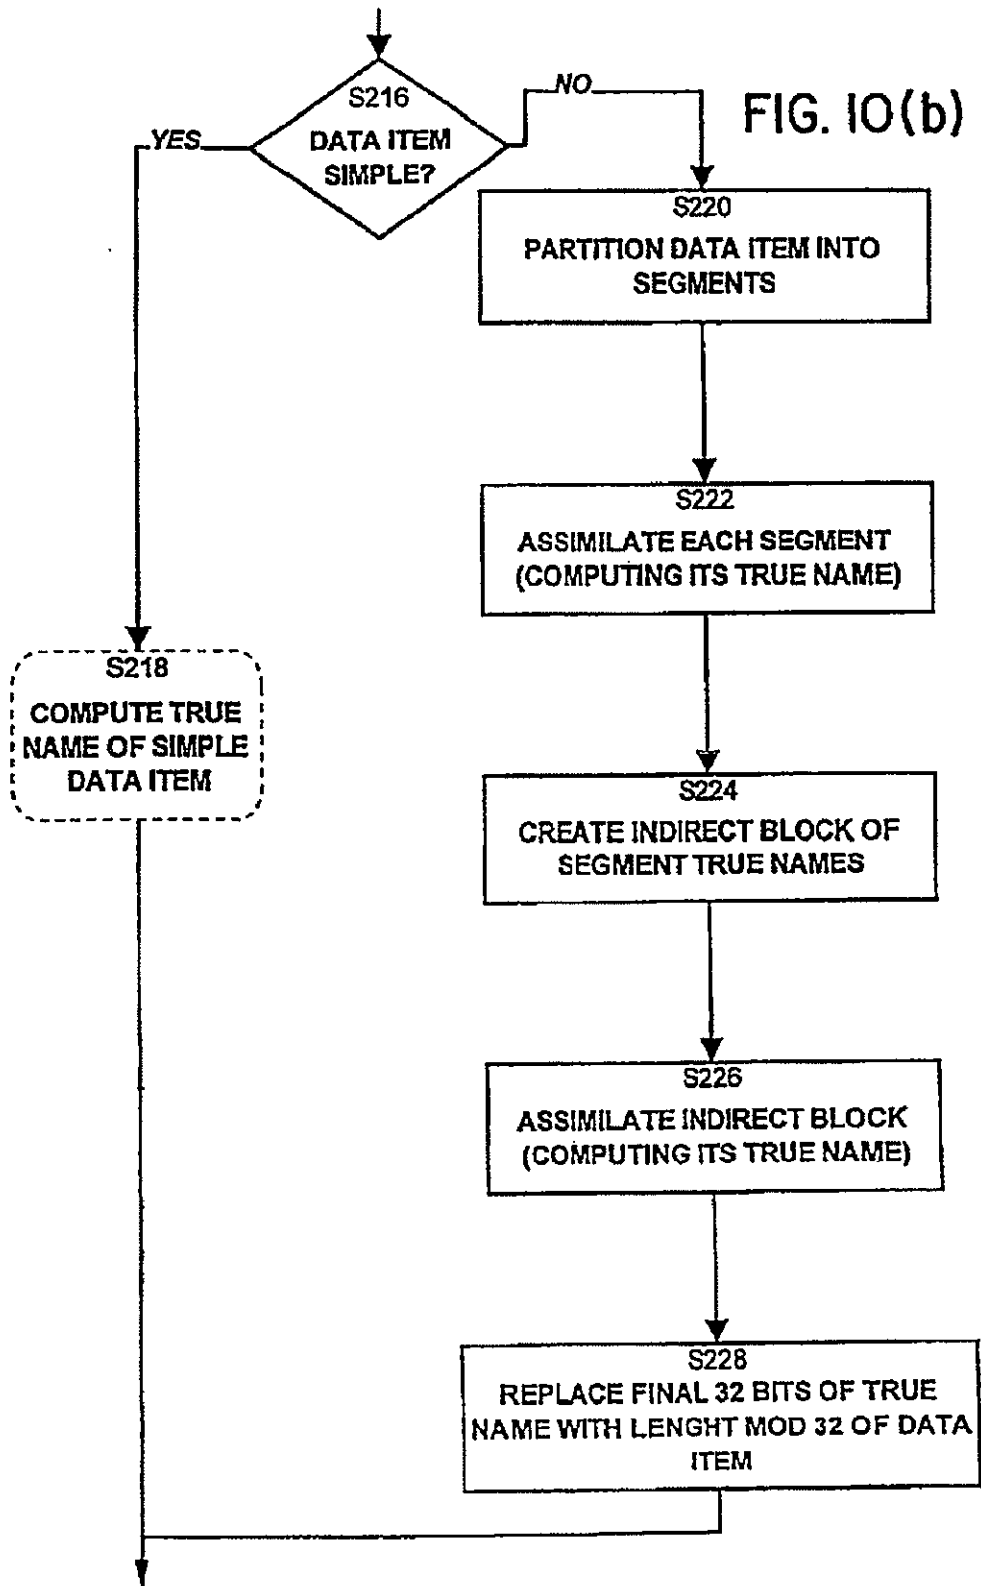 FIG. 10(b)
S216
DATA ITEM
SIMPLE?
YES
NO
S220
PARTITION DATA ITEM INTO
SEGMENTS
S222
ASSIMILATE EACH SEGMENT
(COMPUTING ITS TRUE NAME)
S218
COMPUTE TRUE
NAME OF SIMPLE
DATA ITEM
S224
CREATE INDIRECT BLOCK OF
SEGMENT TRUE NAMES
S226
ASSIMILATE INDIRECT BLOCK
(COMPUTING ITS TRUE NAME)
S228
REPLACE FINAL 32 BITS OF TRUE
NAME WITH LENGHT MOD 32 OF DATA
ITEM